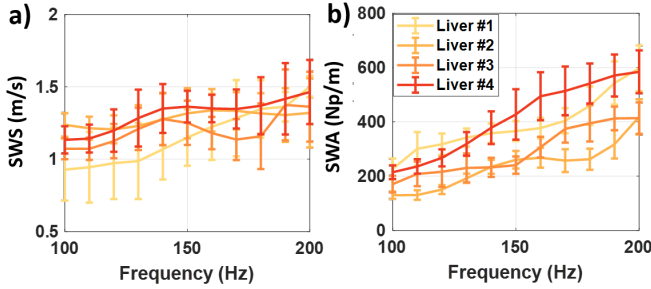 a)
SWS (m/s)
2
1.5
1
0.5
100
150
200
Frequency (Hz)
b)
SWA (Np/m)
800
600
400
200
0
100
150
200
Frequency (Hz)
Liver #1
Liver #2
Liver #3
Liver #4